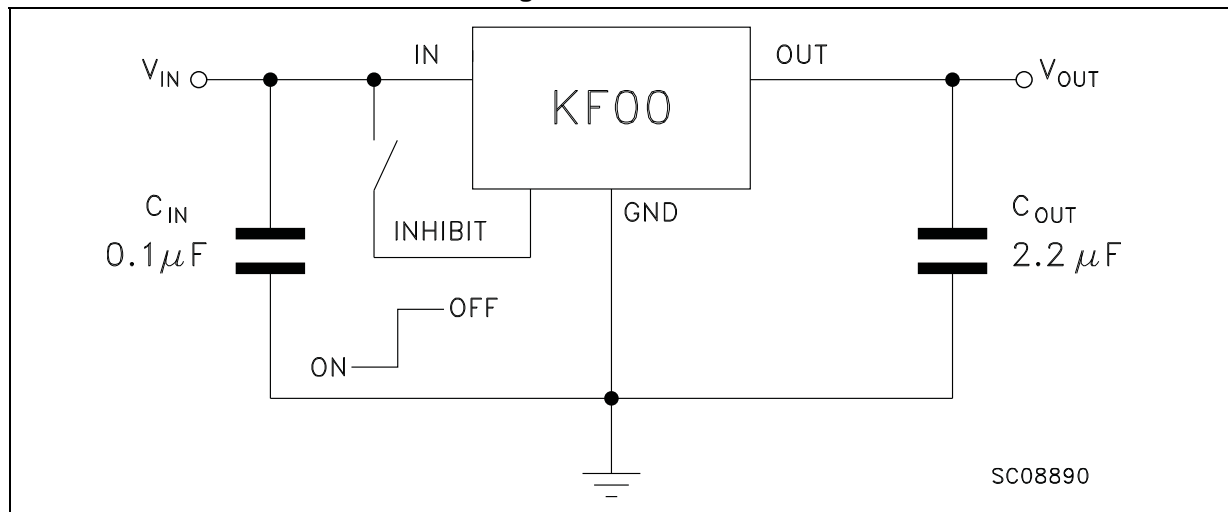 IN
OUT
V_IN
V_OUT
KF00
GND
C_IN
0.1μF
INHIBIT
C_OUT
2.2 μF
OFF
ON
SC08890